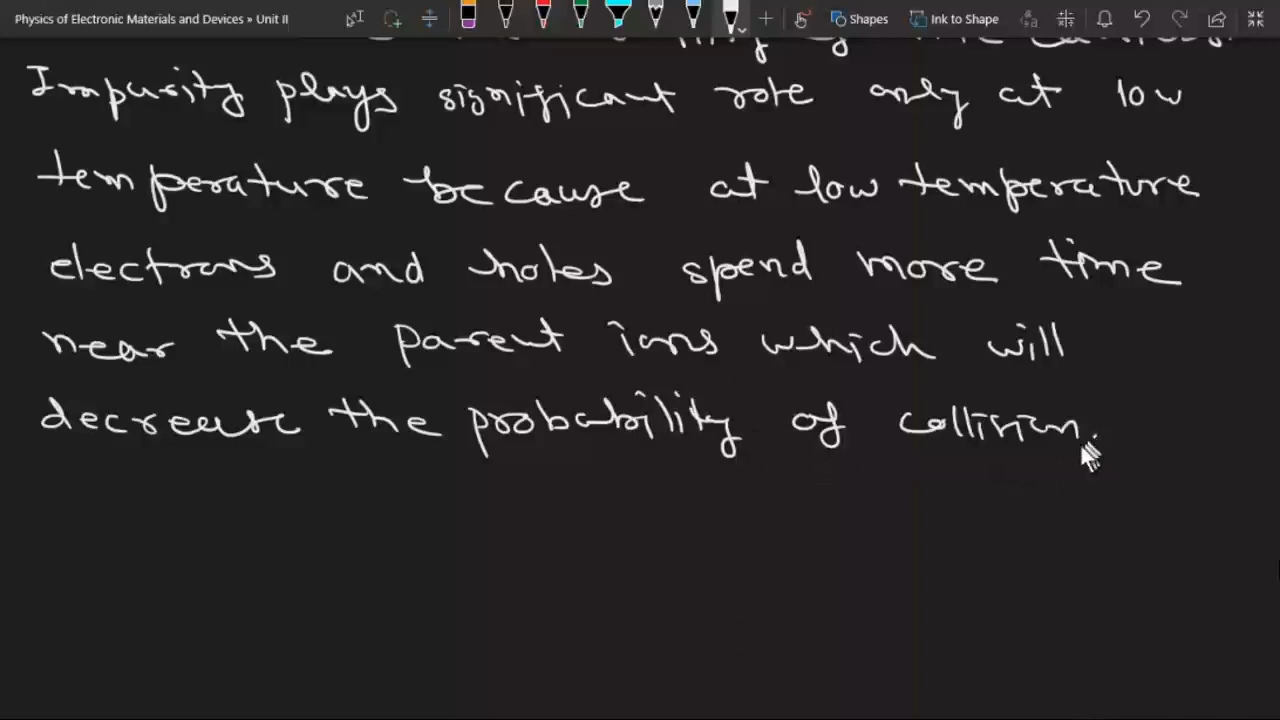 Physics of Electronic Materials and Devices » Unit II
Shapes
Ink to Shape
Impurity plays significant role only at low
temperature because at low temperature
electrons and holes spend more time
near the parent ions which will
decrease the probability of collision.